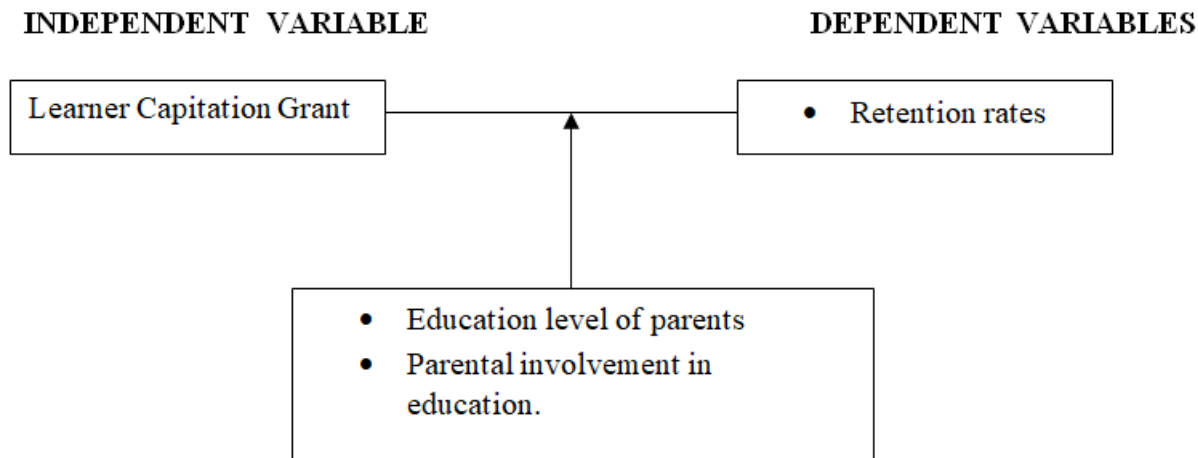 INDEPENDENT VARIABLE
DEPENDENT VARIABLES
Learner Capitation Grant
• Retention rates
• Education level of parents
• Parental involvement in
education.